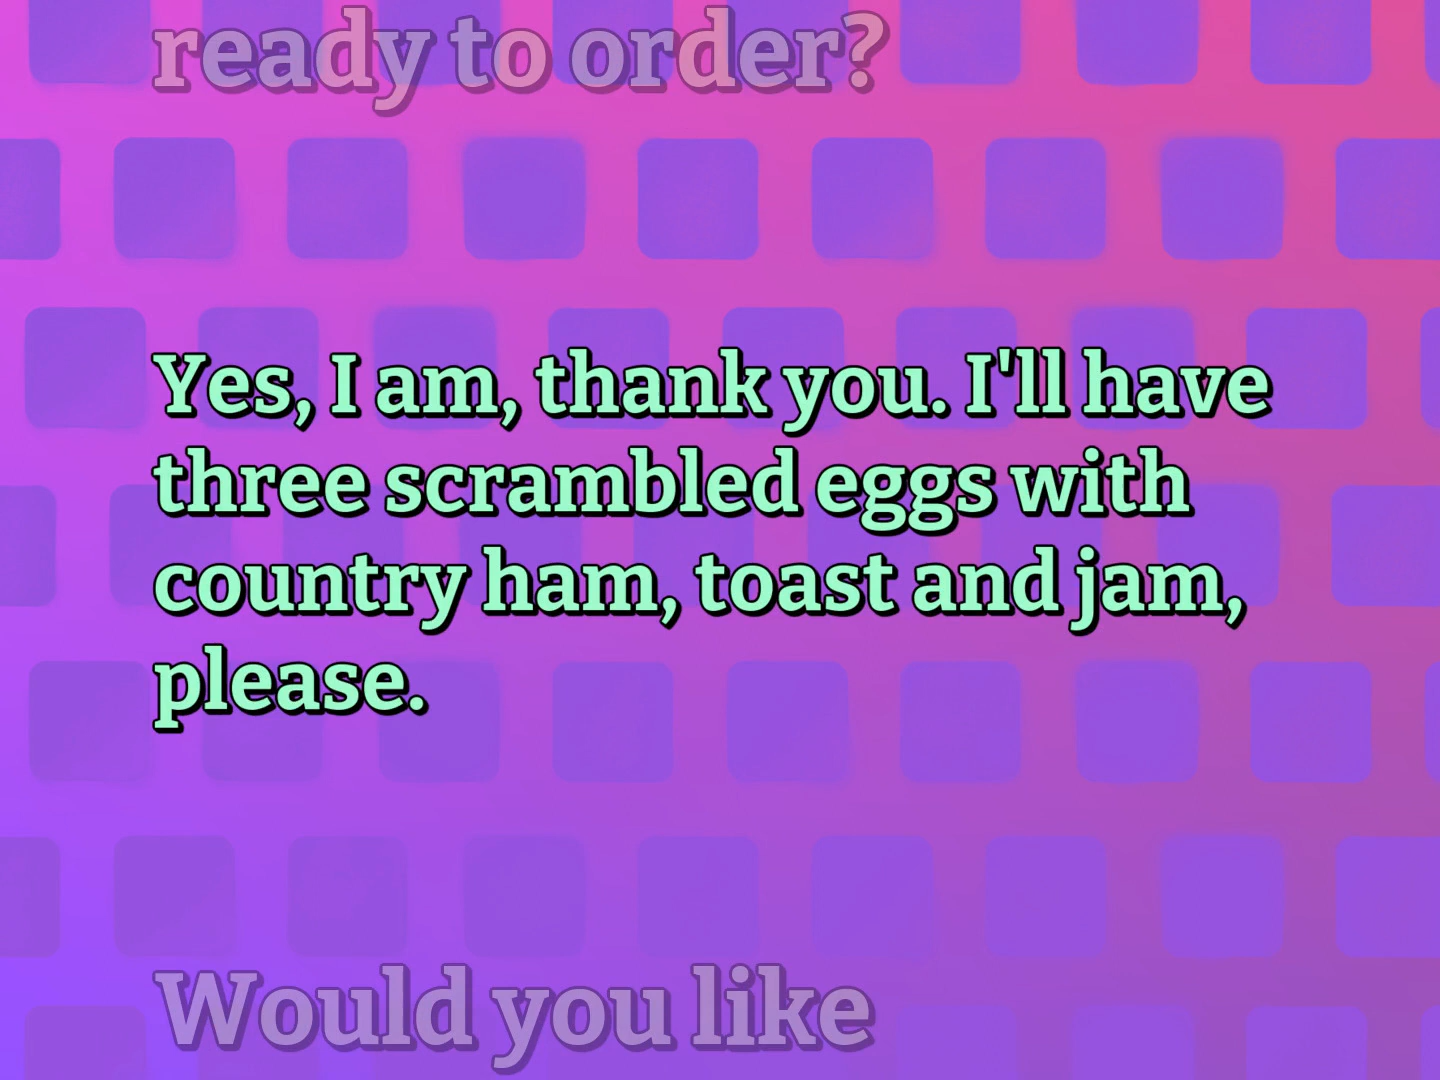 ready to order?
Yes, I am, thank you. I'll have
three scrambled eggs with
country ham, toast and jam,
please.
Would you like